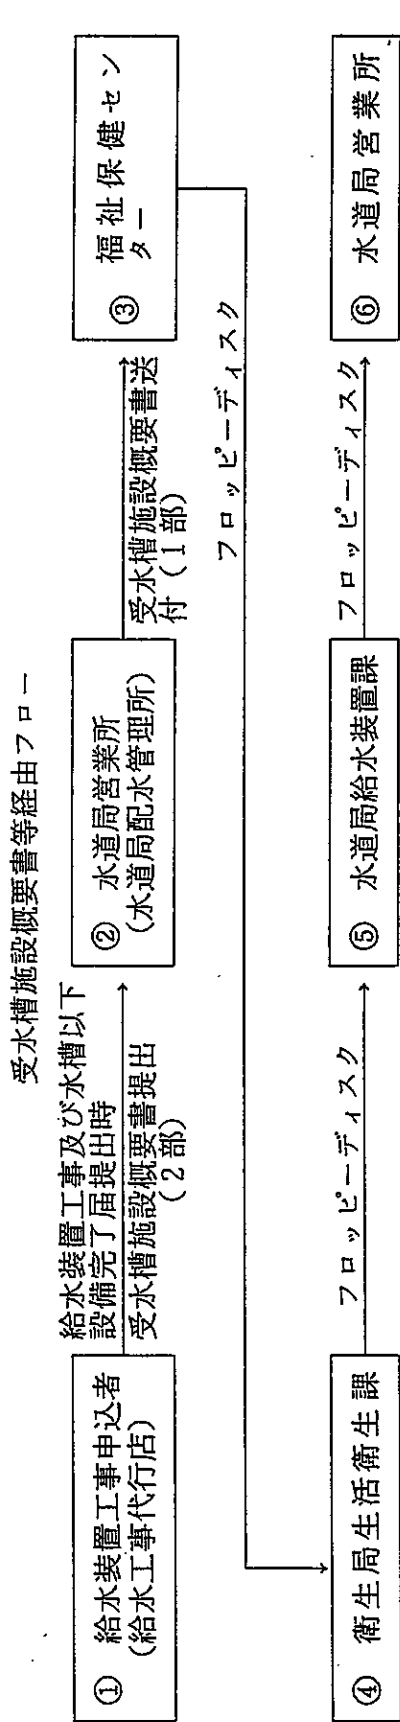 受水槽施設概要書等経由フロー
① 給水装置工事申込者
(給水工事代行店)
給水装置工事及び水槽以下
設備完了届提出時
受水槽施設概要書提出
(2部)
② 水道局営業所
(水道局配水管理所)
受水槽施設概要書送
付(1部)
③ 福祉保健セン
ター
フロッピーディスク
④ 衛生局生活衛生課
フロッピーディスク
⑤ 水道局給水装置課
フロッピーディスク
⑥ 水道局営業所